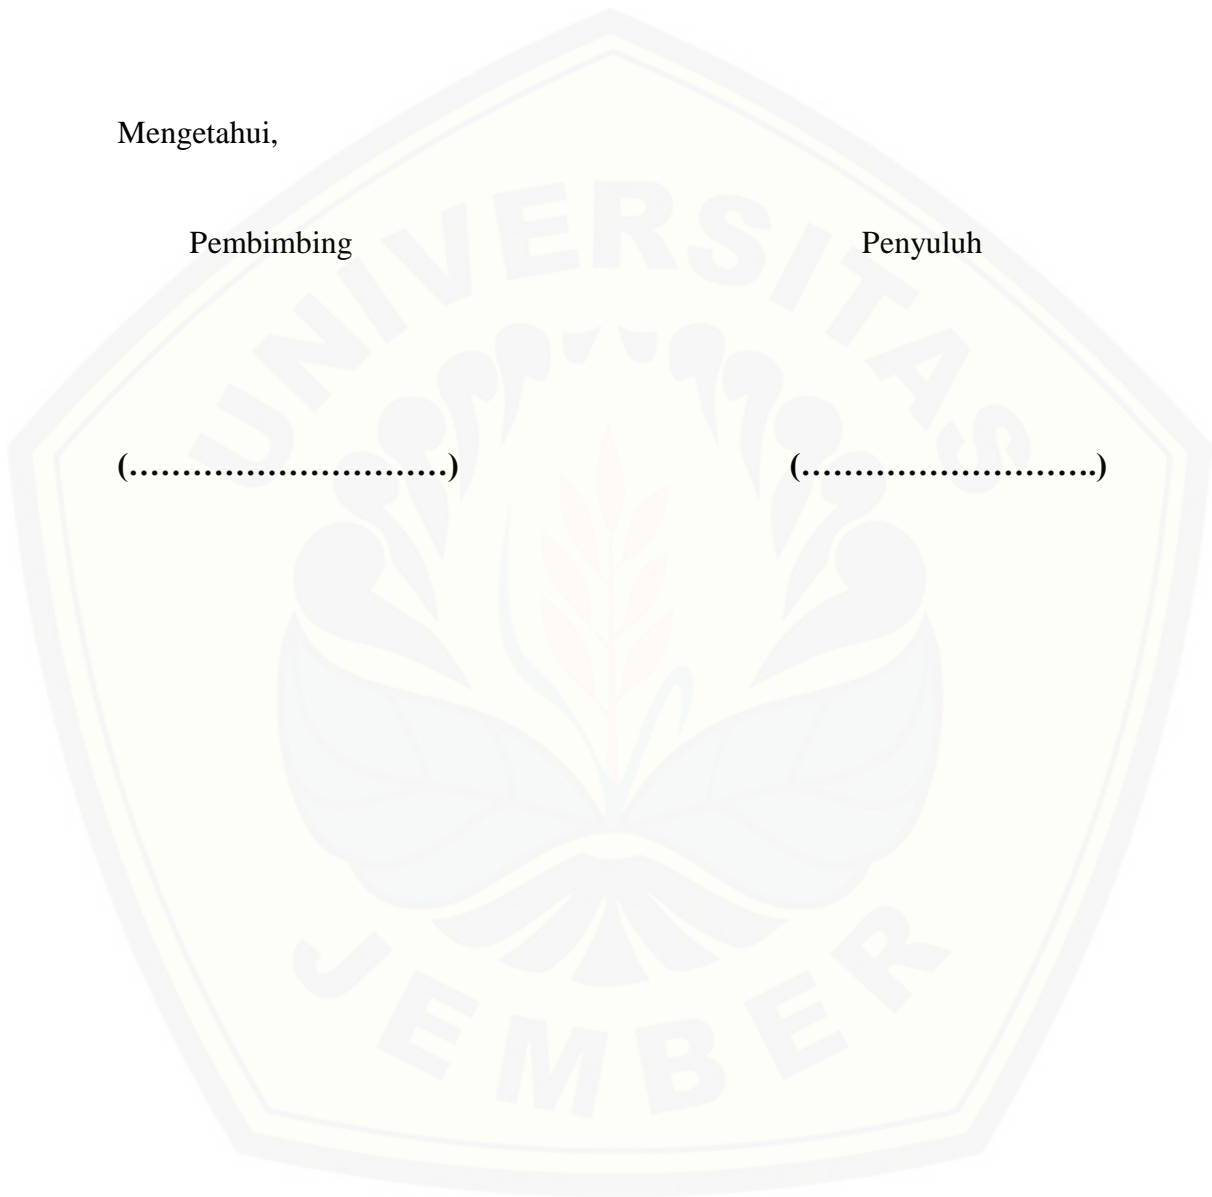 Mengetahui,
Pembimbing Penyuluh
(…………………………) (……………………….)
UNIVERSITAS
JEMBER